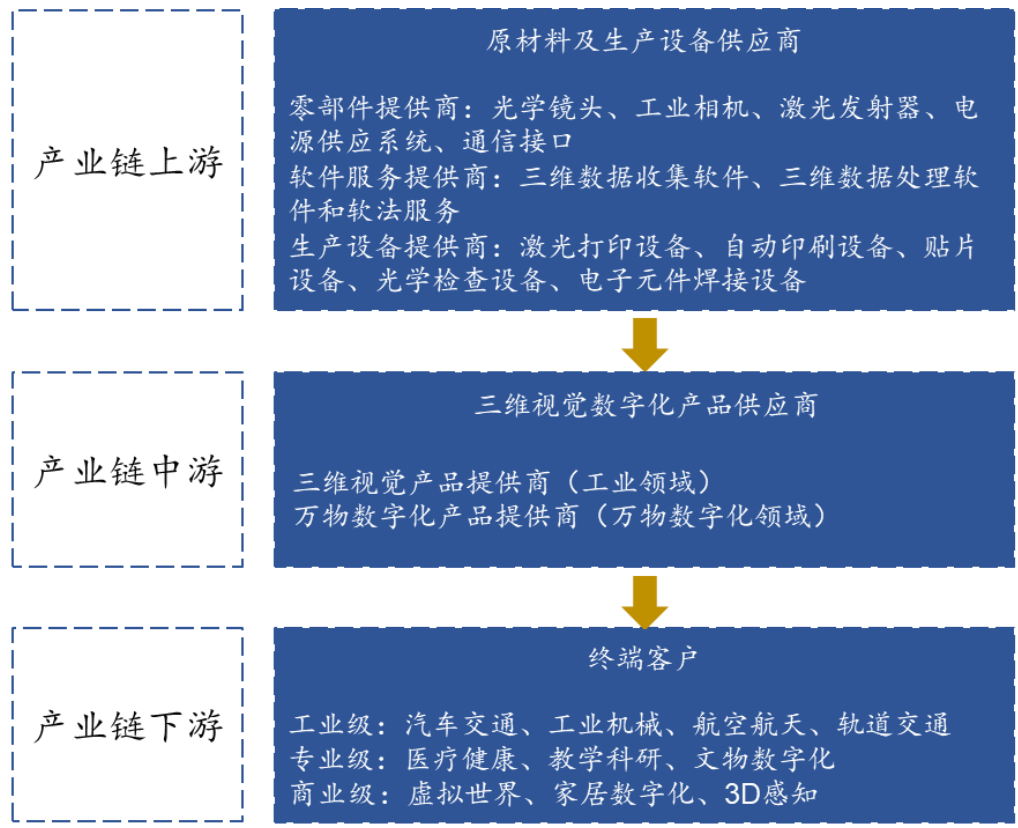 产业链上游
原材料及生产设备供应商
零部件提供商：光学镜头、工业相机、激光发射器、电
源供应系统、通信接口
软件服务提供商：三维数据收集软件、三维数据处理软
件和软法服务
生产设备提供商：激光打印设备、自动印刷设备、贴片
设备、光学检查设备、电子元件焊接设备
产业链中游
三维视觉数字化产品供应商
三维视觉产品提供商（工业领域）
万物数字化产品提供商（万物数字化领域）
产业链下游
终端客户
工业级：汽车交通、工业机械、航空航天、轨道交通
专业级：医疗健康、教学科研、文物数字化
商业级：虚拟世界、家居数字化、3D感知